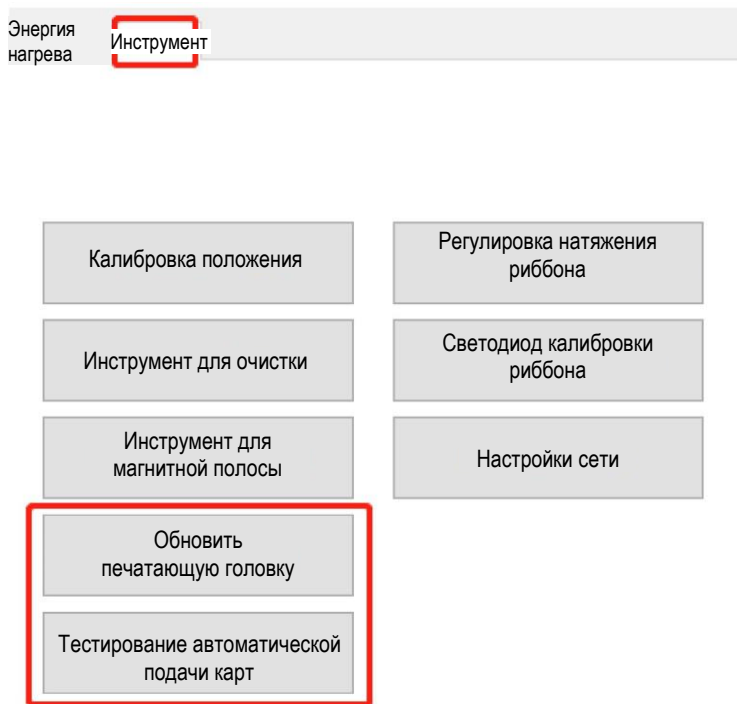 Энергия
нагрева
Инструмент
Калибровка положения
Регулировка натяжения
риббона
Инструмент для очистки
Светодиод калибровки
риббона
Инструмент для
магнитной полосы
Настройки сети
Обновить
печатающую головку
Тестирование автоматической
подачи карт